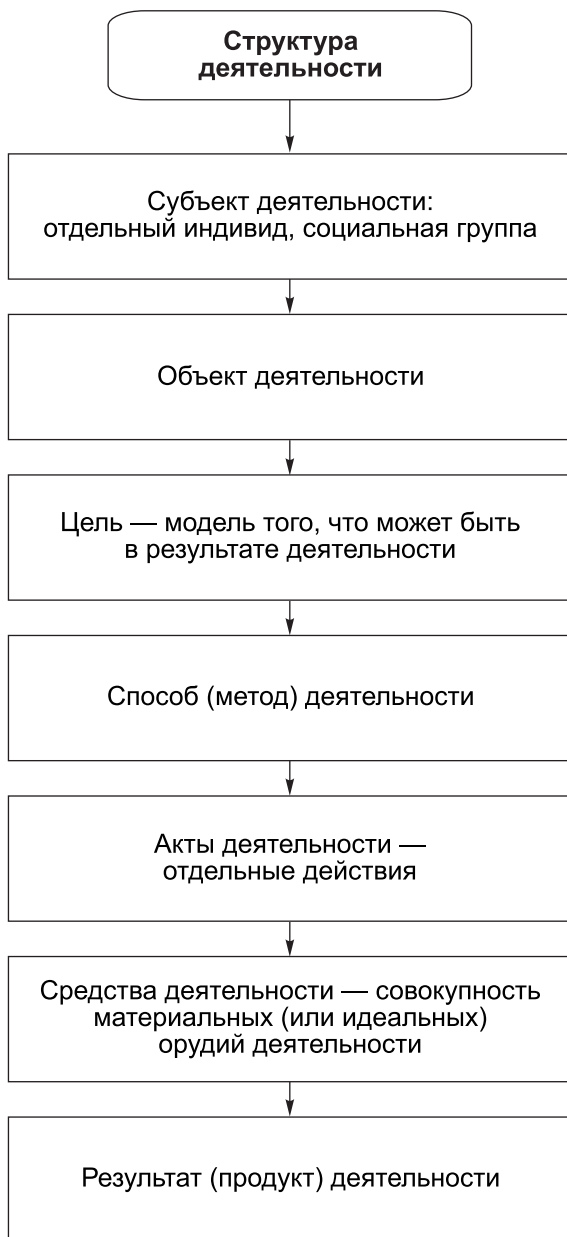 Структура
деятельности
Субъект деятельности:
отдельный индивид, социальная группа
Объект деятельности
Цель — модель того, что может быть
в результате деятельности
Способ (метод) деятельности
Акты деятельности —
отдельные действия
Средства деятельности — совокупность
материальных (или идеальных)
орудий деятельности
Результат (продукт) деятельности